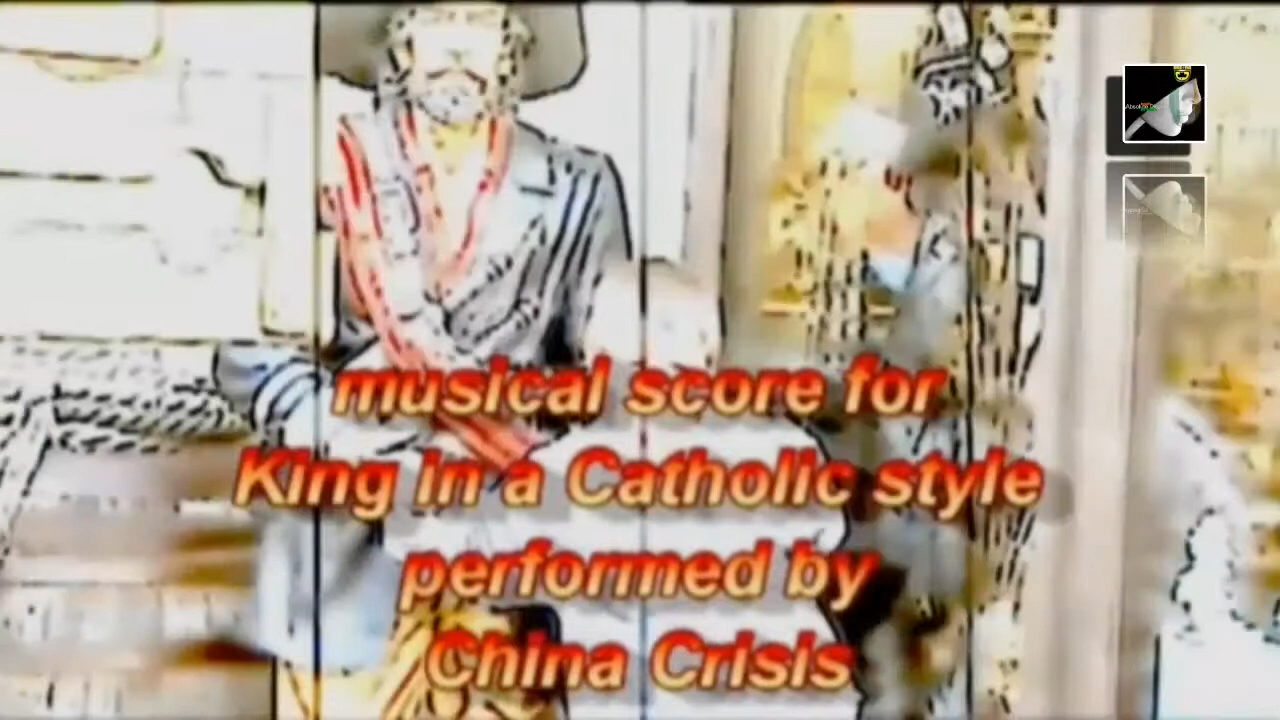 musical score for
King in a Catholic style
performed by
China Crisis